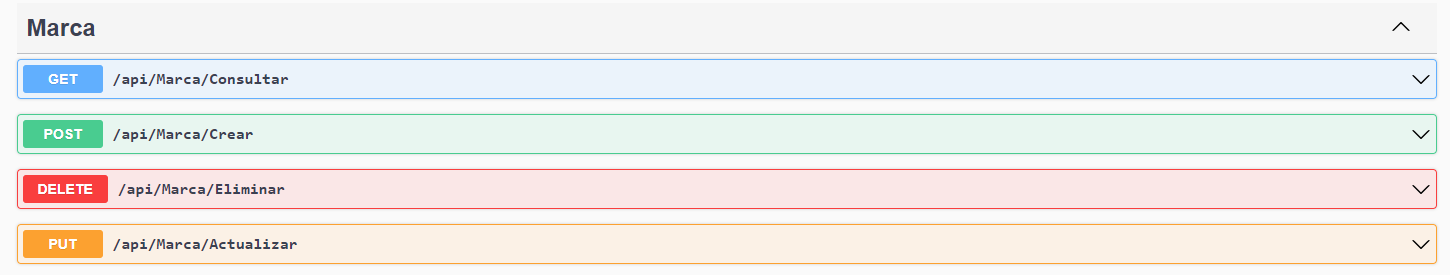 Marca
GET /api/Marca/Consultar
POST /api/Marca/Crear
DELETE /api/Marca/Eliminar
PUT /api/Marca/Actualizar